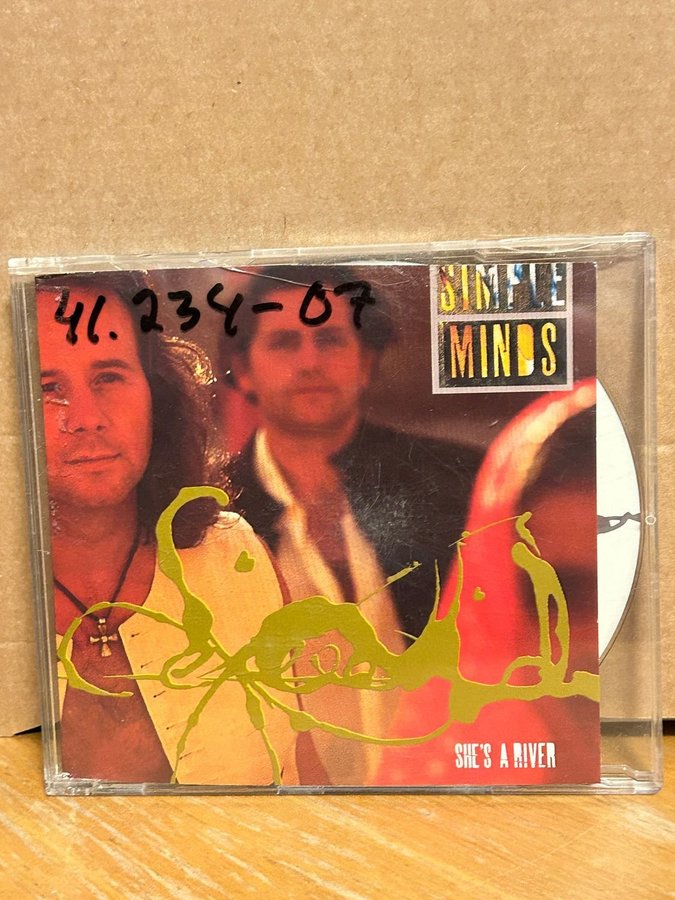 41.234-07
SIMPLE
MINDS
SHE'S A RIVER